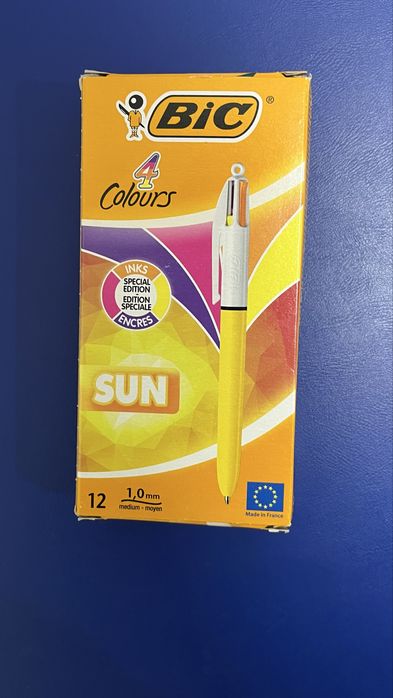 BiC®
4
Colours
INKS
SPECIAL
EDITION
•
EDITION
SPECIALE
ENCRES
SUN
12
1,0 mm
medium - moyen
Made in France